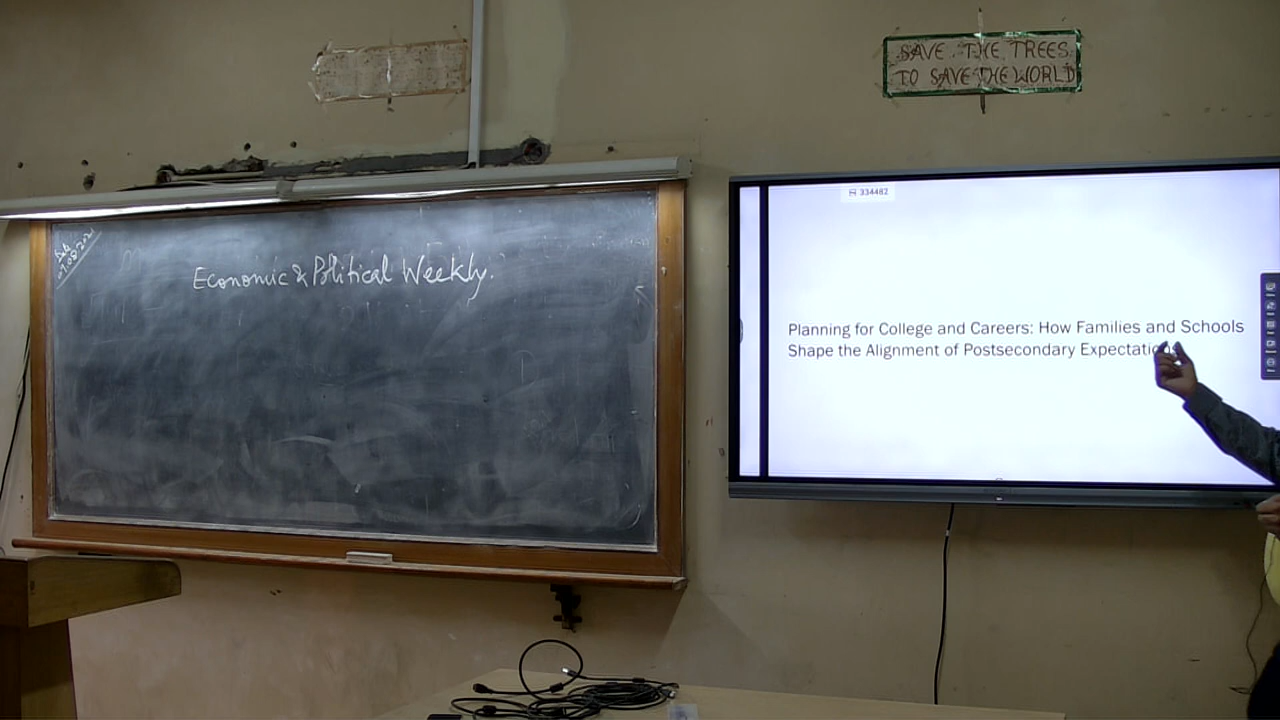 SAVE THE TREES
TO SAVE THE WORLD
Economic & Political Weekly.
334482
Planning for College and Careers: How Families and Schools
Shape the Alignment of Postsecondary